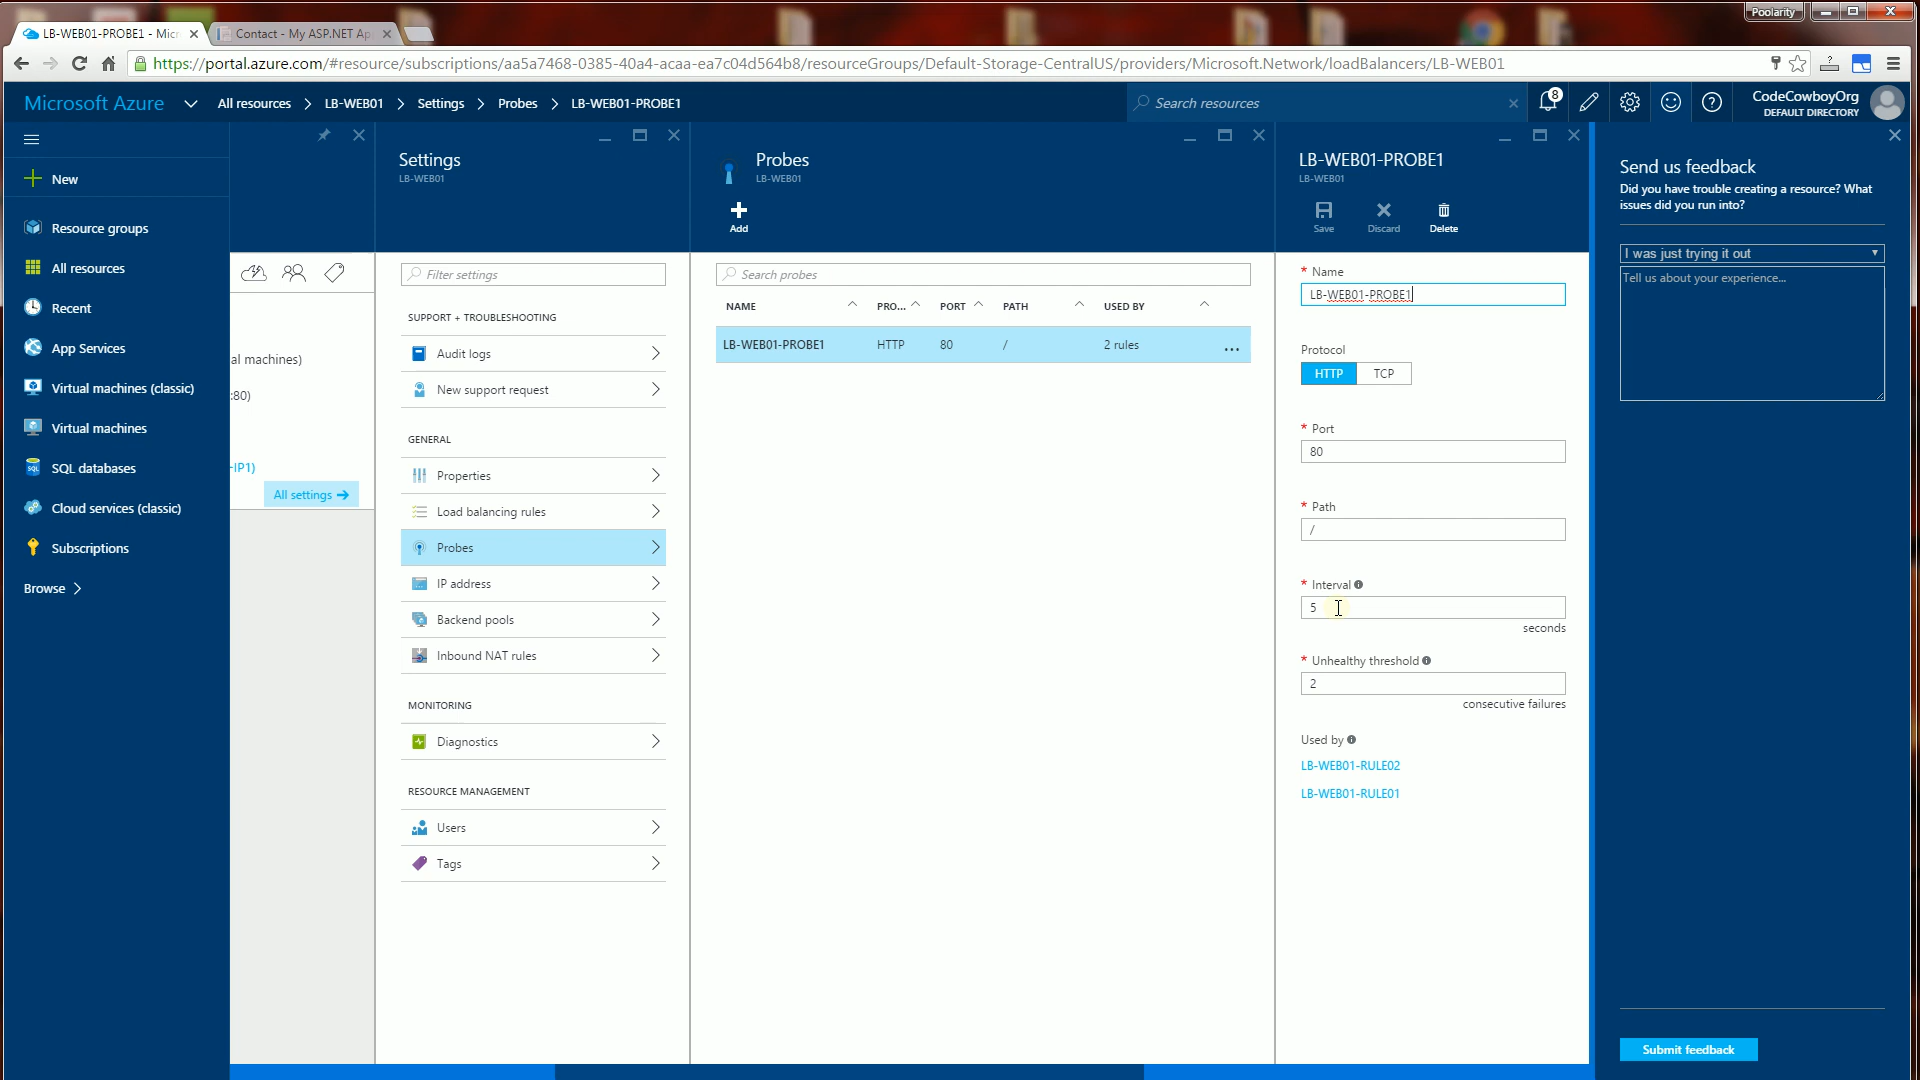 Poolarity
LB-WEB01-PROBE1 - Micr
Contact - My ASP.NET Ap
https://portal.azure.com/#resource/subscriptions/aa5a7468-0385-40a4-acaa-ea7c04d564b8/resourceGroups/Default-Storage-CentralUS/providers/Microsoft.Network/loadBalancers/LB-WEB01
Microsoft Azure
All resources > LB-WEB01 > Settings > Probes > LB-WEB01-PROBE1
Search resources
8
CodeCowboyOrg
DEFAULT DIRECTORY
New
Resource groups
All resources
Recent
App Services
Virtual machines (classic)
Virtual machines
SQL databases
Cloud services (classic)
Subscriptions
Browse >
al machines)
:80)
-IP1)
All settings →
Settings
LB-WEB01
Filter settings
SUPPORT + TROUBLESHOOTING
Audit logs
New support request
GENERAL
Properties
Load balancing rules
Probes
IP address
Backend pools
Inbound NAT rules
MONITORING
Diagnostics
RESOURCE MANAGEMENT
Users
Tags
Probes
LB-WEB01
Add
Search probes
NAME PRO... PORT PATH USED BY
LB-WEB01-PROBE1 HTTP 80 / 2 rules ...
LB-WEB01-PROBE1
LB-WEB01
Save Discard Delete
* Name
LB-WEB01-PROBE1
Protocol
HTTP TCP
* Port
80
* Path
/
* Interval
5
seconds
* Unhealthy threshold
2
consecutive failures
Used by
LB-WEB01-RULE02
LB-WEB01-RULE01
Send us feedback
Did you have trouble creating a resource? What
issues did you run into?
I was just trying it out
Tell us about your experience...
Submit feedback